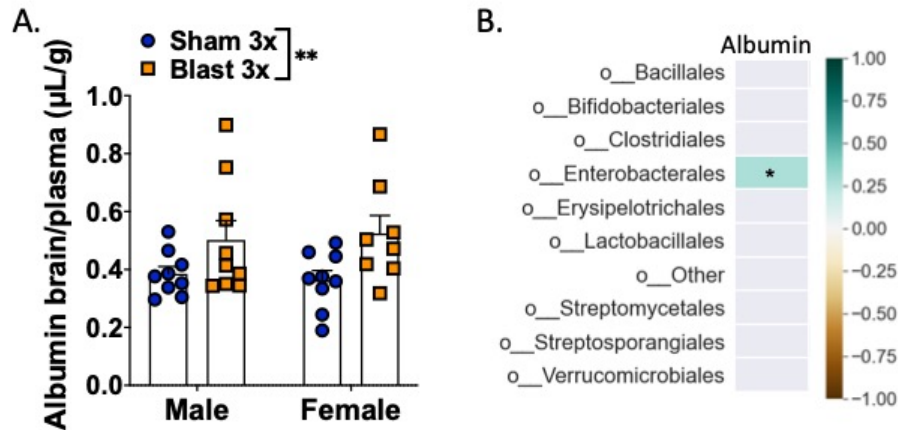 A.
Sham 3x
Blast 3x
**
Albumin brain/plasma (µL/g)
1.0
0.8
0.6
0.4
0.2
0.0
Male
Female
B.
Albumin
o__Bacillales
o__Bifidobacteriales
o__Clostridiales
o__Enterobacterales
*
o__Erysipelotrichales
o__Lactobacillales
o__Other
o__Streptomycetales
o__Streptosporangiales
o__Verrucomicrobiales
1.00
0.75
0.50
0.25
0.00
−0.25
−0.50
−0.75
−1.00